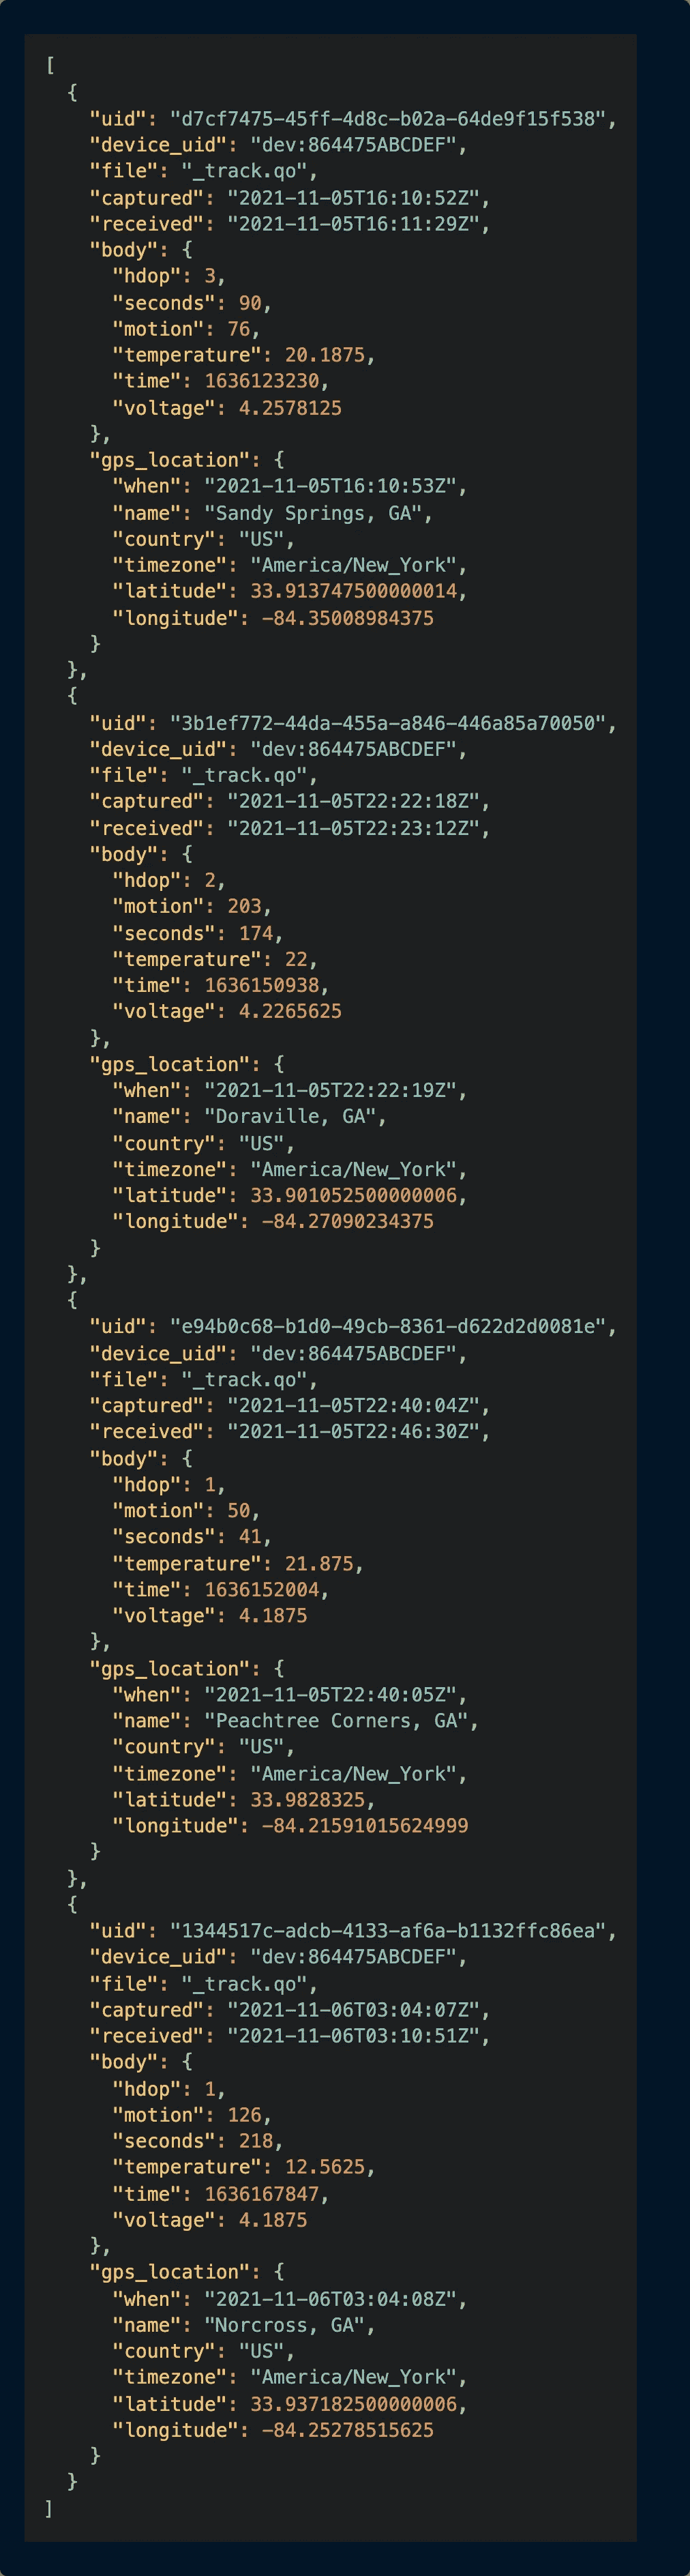 [
  {
    "uid": "d7cf7475-45ff-4d8c-b02a-64de9f15f538",
    "device_uid": "dev:864475ABCDEF",
    "file": "_track.qo",
    "captured": "2021-11-05T16:10:52Z",
    "received": "2021-11-05T16:11:29Z",
    "body": {
      "hdop": 3,
      "seconds": 90,
      "motion": 76,
      "temperature": 20.1875,
      "time": 1636123230,
      "voltage": 4.2578125
    },
    "gps_location": {
      "when": "2021-11-05T16:10:53Z",
      "name": "Sandy Springs, GA",
      "country": "US",
      "timezone": "America/New_York",
      "latitude": 33.913747500000014,
      "longitude": -84.35008984375
    }
  },
  {
    "uid": "3b1ef772-44da-455a-a846-446a85a70050",
    "device_uid": "dev:864475ABCDEF",
    "file": "_track.qo",
    "captured": "2021-11-05T22:22:18Z",
    "received": "2021-11-05T22:23:12Z",
    "body": {
      "hdop": 2,
      "motion": 203,
      "seconds": 174,
      "temperature": 22,
      "time": 1636150938,
      "voltage": 4.2265625
    },
    "gps_location": {
      "when": "2021-11-05T22:22:19Z",
      "name": "Doraville, GA",
      "country": "US",
      "timezone": "America/New_York",
      "latitude": 33.901052500000006,
      "longitude": -84.27090234375
    }
  },
  {
    "uid": "e94b0c68-b1d0-49cb-8361-d622d2d0081e",
    "device_uid": "dev:864475ABCDEF",
    "file": "_track.qo",
    "captured": "2021-11-05T22:40:04Z",
    "received": "2021-11-05T22:46:30Z",
    "body": {
      "hdop": 1,
      "motion": 50,
      "seconds": 41,
      "temperature": 21.875,
      "time": 1636152004,
      "voltage": 4.1875
    },
    "gps_location": {
      "when": "2021-11-05T22:40:05Z",
      "name": "Peachtree Corners, GA",
      "country": "US",
      "timezone": "America/New_York",
      "latitude": 33.9828325,
      "longitude": -84.21591015624999
    }
  },
  {
    "uid": "1344517c-adcb-4133-af6a-b1132ffc86ea",
    "device_uid": "dev:864475ABCDEF",
    "file": "_track.qo",
    "captured": "2021-11-06T03:04:07Z",
    "received": "2021-11-06T03:10:51Z",
    "body": {
      "hdop": 1,
      "motion": 126,
      "seconds": 218,
      "temperature": 12.5625,
      "time": 1636167847,
      "voltage": 4.1875
    },
    "gps_location": {
      "when": "2021-11-06T03:04:08Z",
      "name": "Norcross, GA",
      "country": "US",
      "timezone": "America/New_York",
      "latitude": 33.937182500000006,
      "longitude": -84.25278515625
    }
  }
]